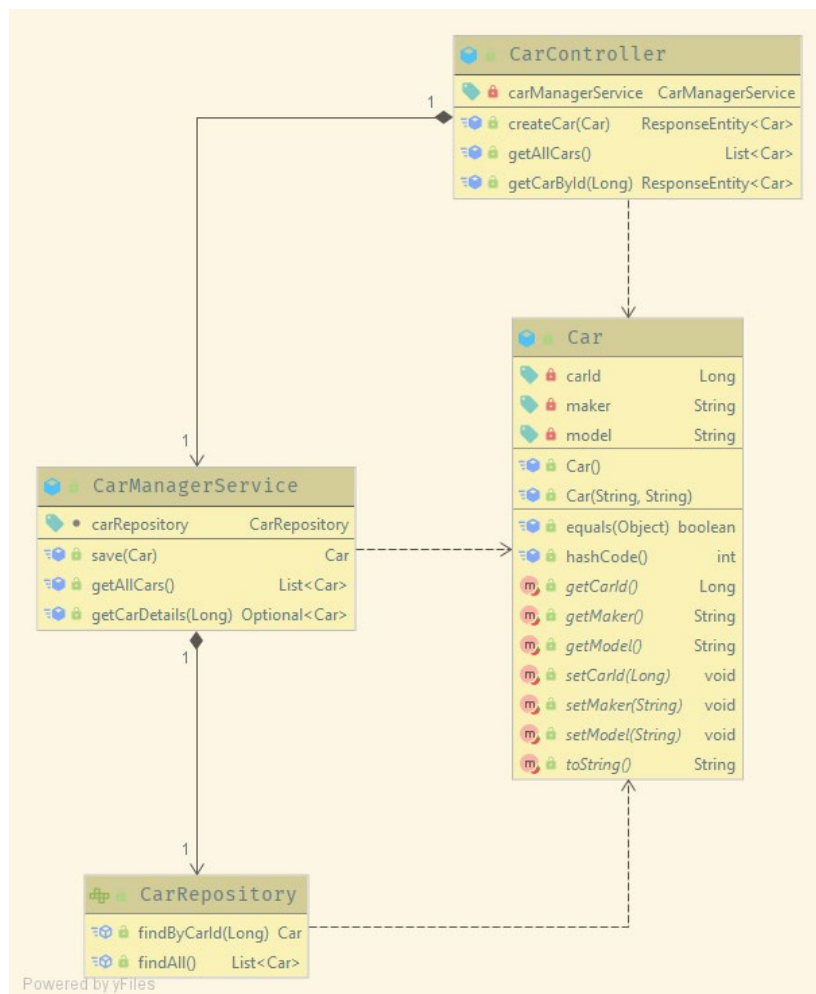 CarController
carManagerService CarManagerService
createCar(Car) ResponseEntity<Car>
getAllCars() List<Car>
getCarById(Long) ResponseEntity<Car>
1
1
Car
carId Long
maker String
model String
Car()
Car(String, String)
equals(Object) boolean
hashCode() int
getCarId() Long
getMaker() String
getModel() String
setCarId(Long) void
setMaker(String) void
setModel(String) void
toString() String
CarManagerService
carRepository CarRepository
save(Car) Car
getAllCars() List<Car>
getCarDetails(Long) Optional<Car>
1
1
CarRepository
findByCarId(Long) Car
findAll() List<Car>
Powered by yFiles